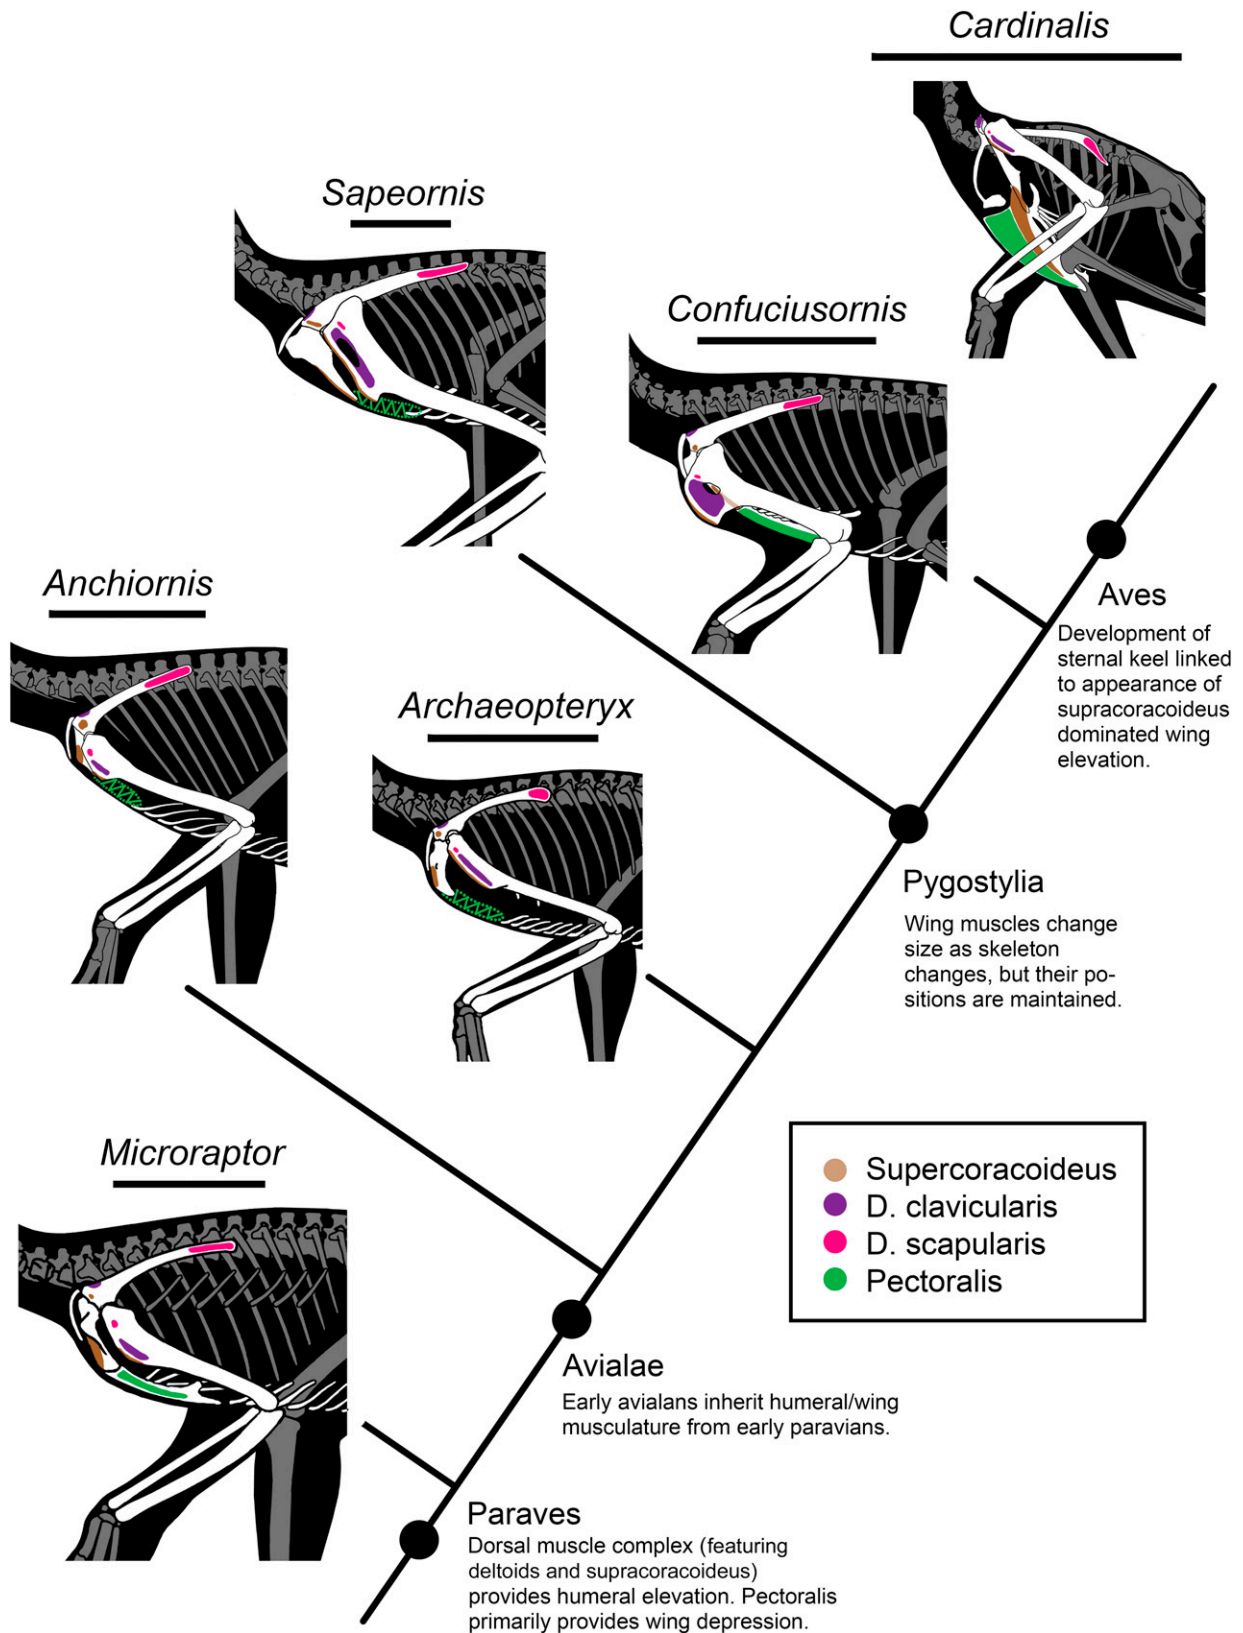 Cardinalis
Sapeornis
Confuciusornis
Anchiornis
Archaeopteryx
Aves
Development of
sternal keel linked
to appearance of
supracoracoideus
dominated wing
elevation.
Pygostylia
Wing muscles change
size as skeleton
changes, but their po-
sitions are maintained.
Microraptor
Supercoracoideus
D. clavicularis
D. scapularis
Pectoralis
Avialae
Early avialans inherit humeral/wing
musculature from early paravians.
Paraves
Dorsal muscle complex (featuring
deltoids and supracoracoideus)
provides humeral elevation. Pectoralis
primarily provides wing depression.